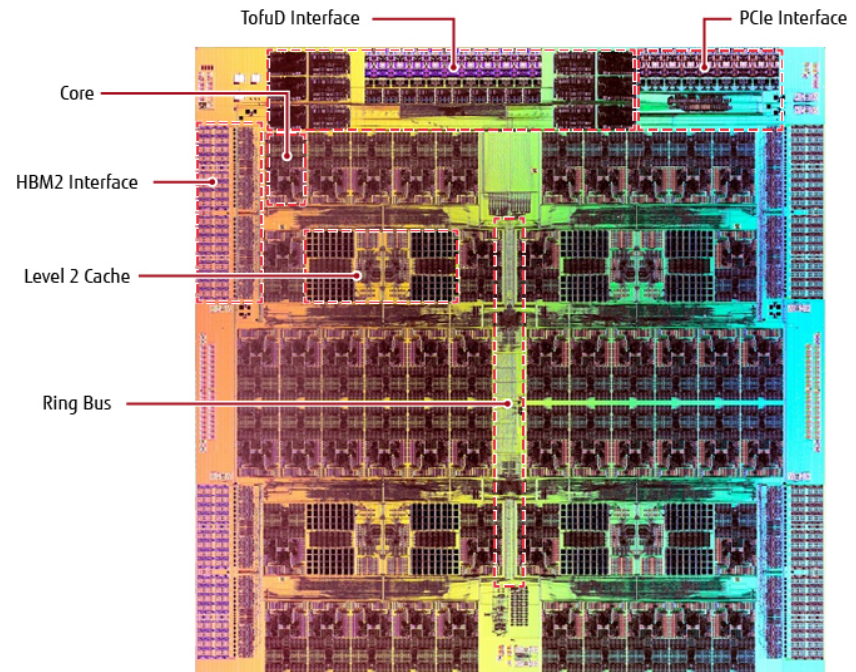 TofuD Interface
PCIe Interface
Core
HBM2 Interface
Level 2 Cache
Ring Bus